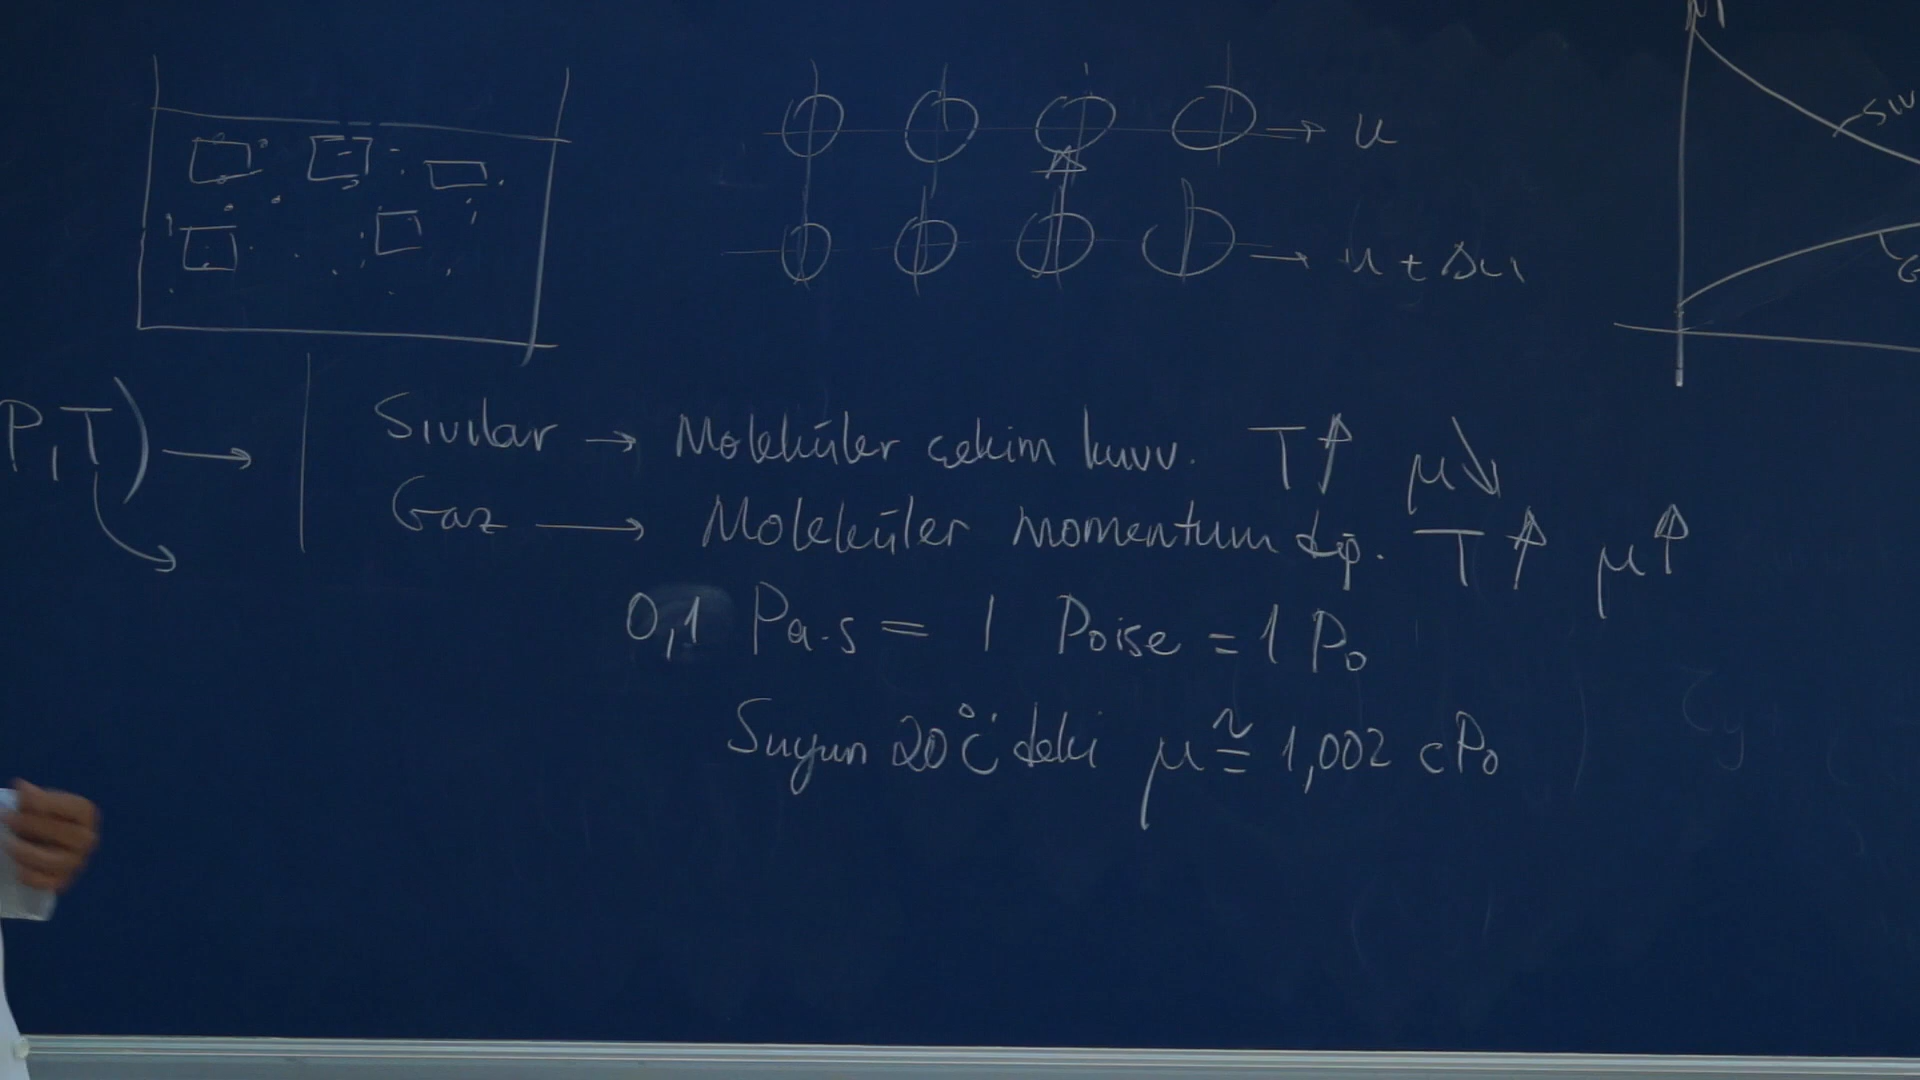 → u
→ u + Δu
P,T) →
Sıvılar → Moleküler çekim kuvv. T↑ μ↓
Gaz → Moleküler momentum dğş. T↑ μ↑
0,1 Pa.s = 1 Poise = 1 Po
Suyun 20°C'deki μ ≅ 1,002 cPo
μ